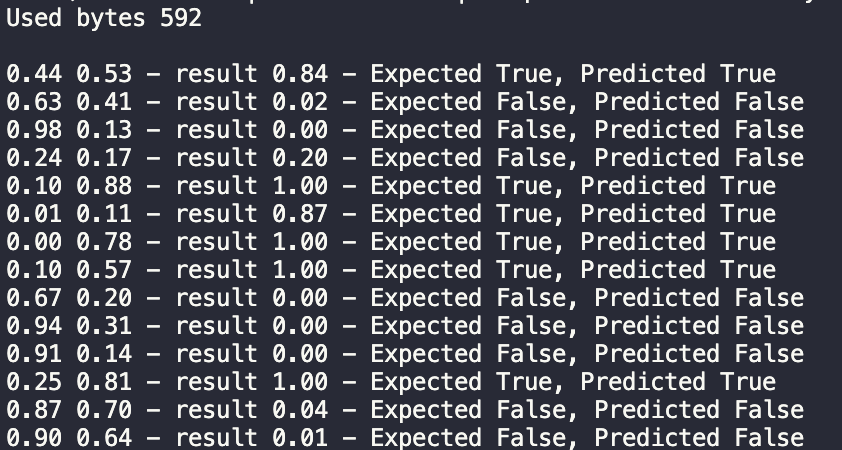 Used bytes 592
0.44 0.53 – result 0.84 – Expected True, Predicted True
0.63 0.41 – result 0.02 – Expected False, Predicted False
0.98 0.13 – result 0.00 – Expected False, Predicted False
0.24 0.17 – result 0.20 – Expected False, Predicted False
0.10 0.88 – result 1.00 – Expected True, Predicted True
0.01 0.11 – result 0.87 – Expected True, Predicted True
0.00 0.78 – result 1.00 – Expected True, Predicted True
0.10 0.57 – result 1.00 – Expected True, Predicted True
0.67 0.20 – result 0.00 – Expected False, Predicted False
0.94 0.31 – result 0.00 – Expected False, Predicted False
0.91 0.14 – result 0.00 – Expected False, Predicted False
0.25 0.81 – result 1.00 – Expected True, Predicted True
0.87 0.70 – result 0.04 – Expected False, Predicted False
0.90 0.64 – result 0.01 – Expected False, Predicted False